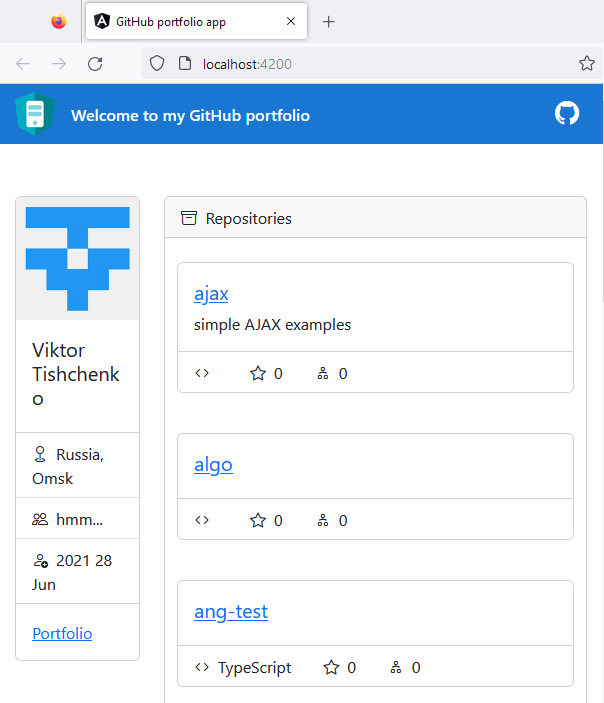 GitHub portfolio app
localhost:4200
Welcome to my GitHub portfolio
Viktor
Tishchenk
o
Russia,
Omsk
hmm...
2021 28
Jun
Portfolio
Repositories
ajax
simple AJAX examples
0 0
algo
0 0
ang-test
TypeScript 0 0